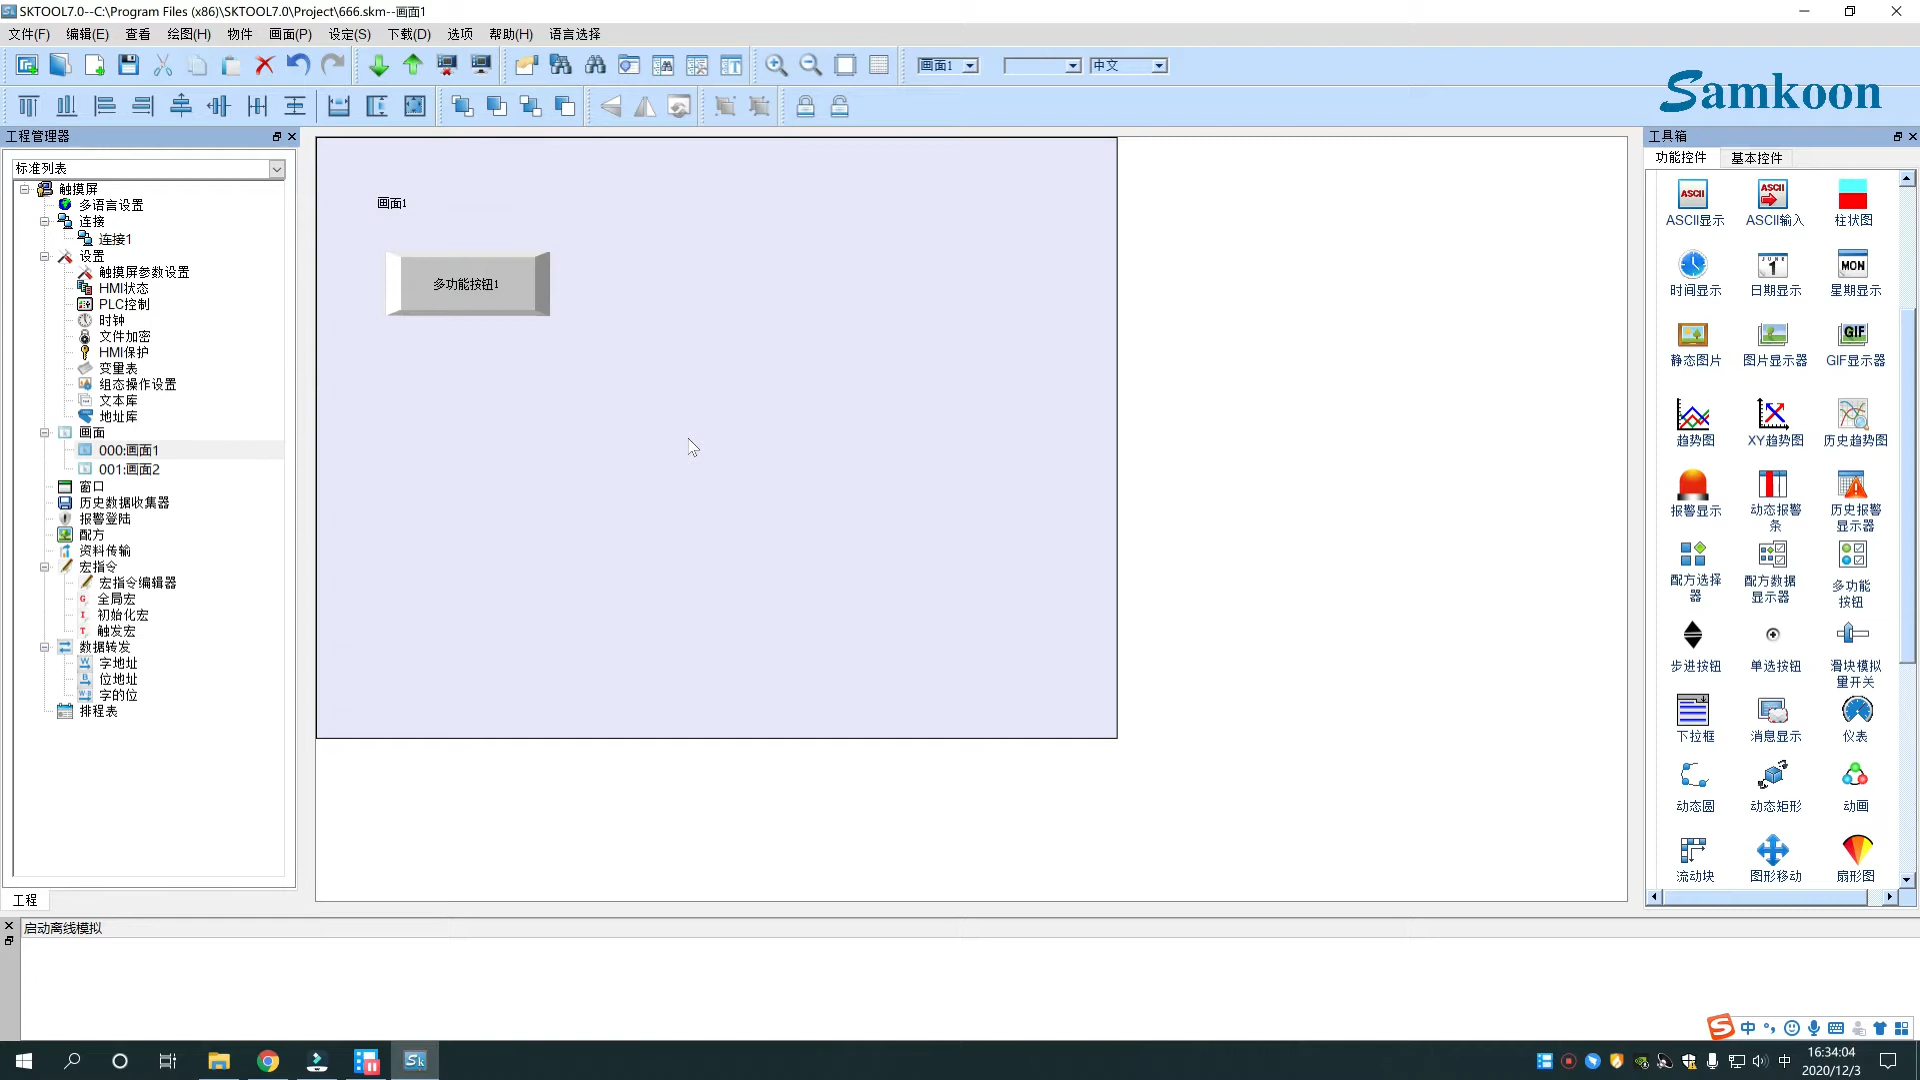 SKTOOL7.0--C:\Program Files (x86)\SKTOOL7.0\Project\666.skm--画面1
文件(F) 编辑(E) 查看 绘图(H) 物件 画面(P) 设定(S) 下载(D) 选项 帮助(H) 语言选择
画面1 中文
Samkoon
工程管理器
标准列表
触摸屏
多语言设置
连接
连接1
设置
触摸屏参数设置
HMI状态
PLC控制
时钟
文件加密
HMI保护
变量表
组态操作设置
文本库
地址库
画面
000:画面1
001:画面2
窗口
历史数据收集器
报警登陆
配方
资料传输
宏指令
宏指令编辑器
全局宏
初始化宏
触发宏
数据转发
字地址
位地址
字的位
排程表
工程
画面1
多功能按钮1
工具箱
功能控件 基本控件
ASCII ASCII
ASCII显示 ASCII输入 柱状图
JUNE 1 MON
时间显示 日期显示 星期显示
GIF
静态图片 图片显示器 GIF显示器
趋势图 XY趋势图 历史趋势图
报警显示 动态报警条 历史报警显示器
配方选择器 配方数据显示器 多功能按钮
步进按钮 单选按钮 滑块模拟量开关
下拉框 消息显示 仪表
动态圆 动态矩形 动画
流动块 图形移动 扇形图
启动离线模拟
中
中
16:34:04
2020/12/3